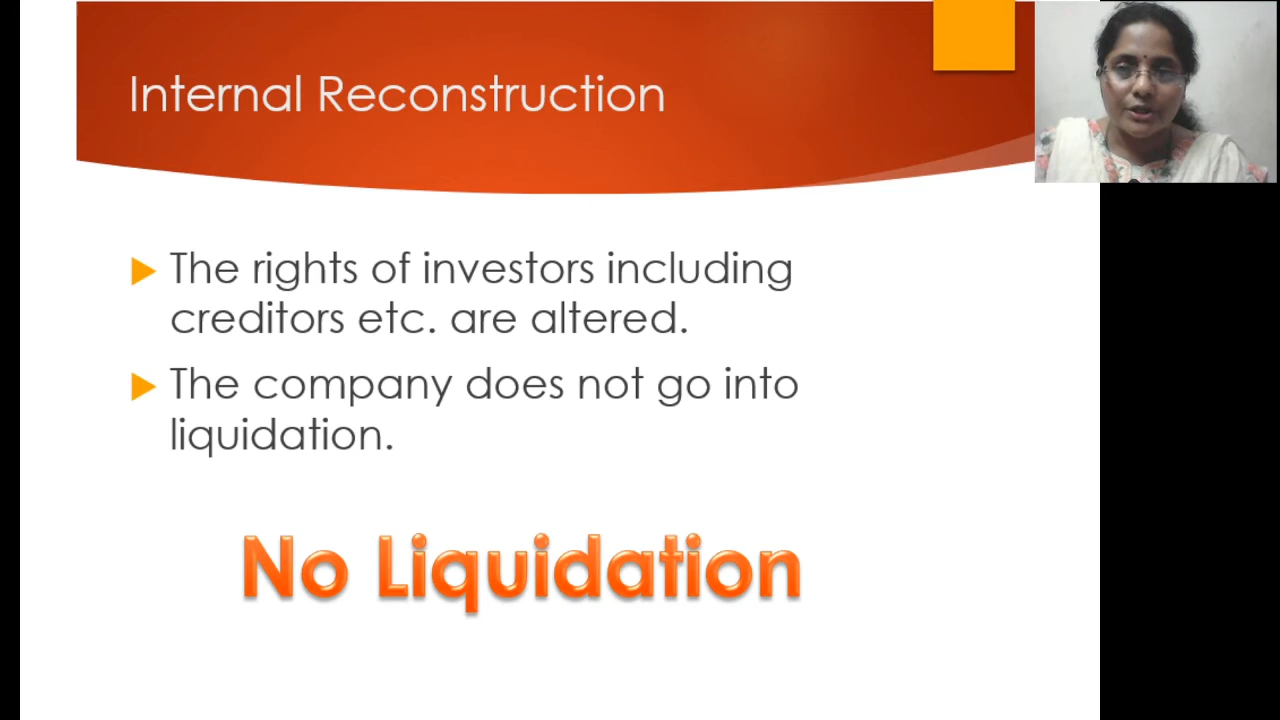 Internal Reconstruction
The rights of investors including
creditors etc. are altered.
The company does not go into
liquidation.
No Liquidation